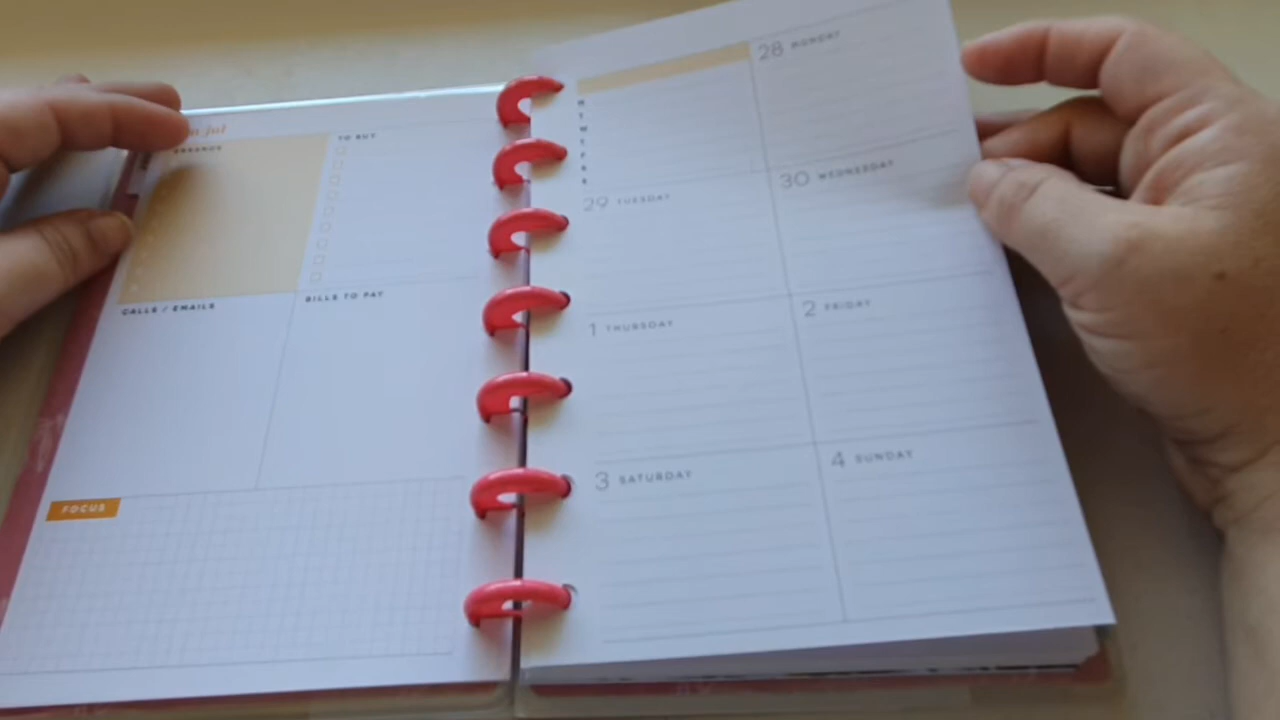 jul
TO BUY
CALLS / EMAILS
BILLS TO PAY
FOCUS
M
T
W
T
F
S
28 MONDAY
29 TUESDAY
30 WEDNESDAY
1 THURSDAY
2 FRIDAY
3 SATURDAY
4 SUNDAY